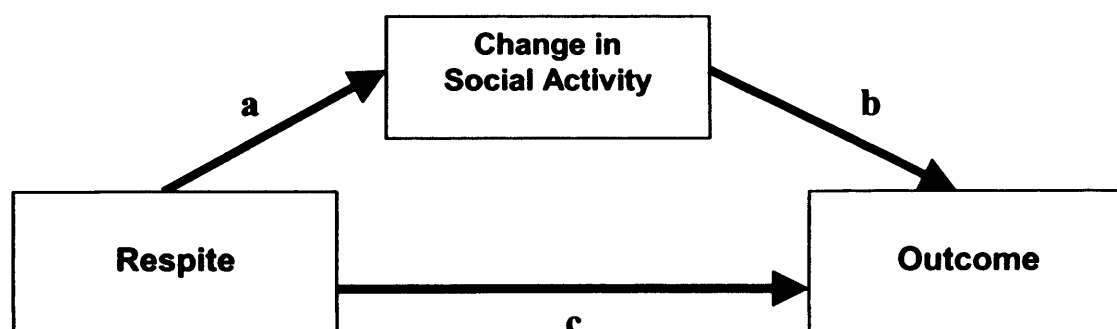 Change in
Social Activity
a
b
Respite
Outcome
c